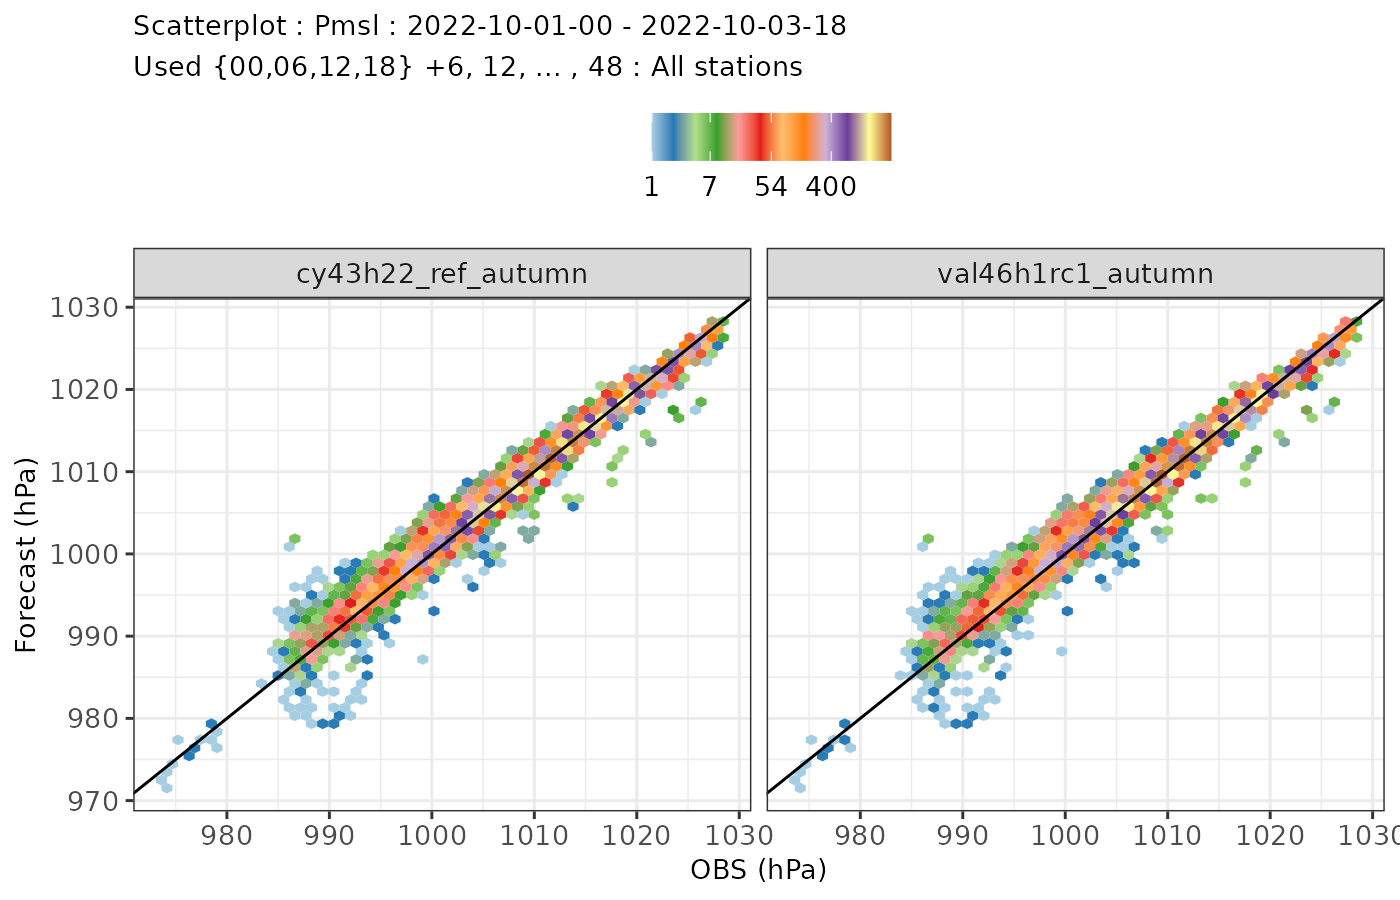 Scatterplot : Pmsl : 2022-10-01-00 - 2022-10-03-18
Used {00,06,12,18} +6, 12, ... , 48 : All stations
1 7 54 400
cy43h22_ref_autumn val46h1rc1_autumn
Forecast (hPa)
1030
1020
1010
1000
990
980
970
980 990 1000 1010 1020 1030 980 990 1000 1010 1020 1030
OBS (hPa)